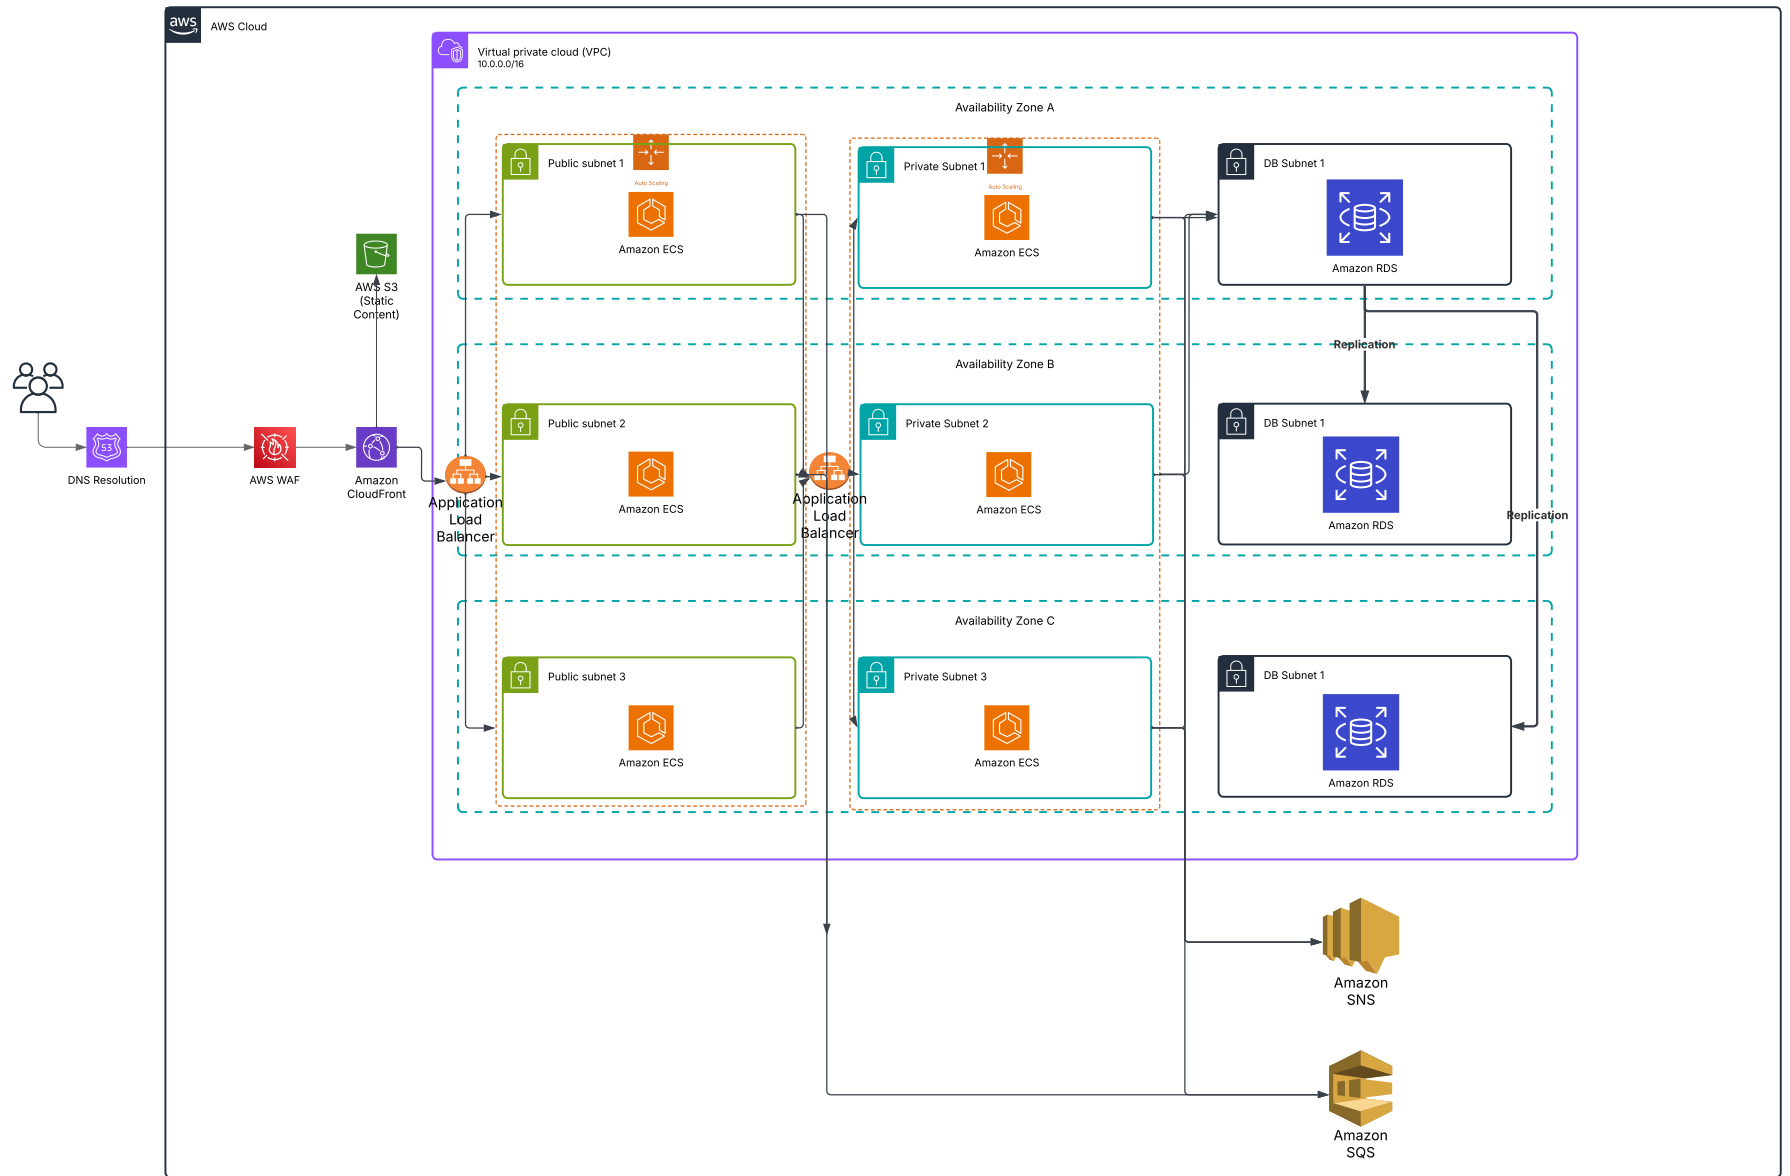 aws
AWS Cloud
Virtual private cloud (VPC)
10.0.0.0/16
Availability Zone A
Public subnet 1
Auto Scaling
Amazon ECS
Private Subnet 1
Auto Scaling
Amazon ECS
DB Subnet 1
Amazon RDS
AWS S3
(Static
Content)
Replication
Availability Zone B
Public subnet 2
Amazon ECS
Private Subnet 2
Amazon ECS
DB Subnet 1
Amazon RDS
53
DNS Resolution
AWS WAF
Amazon
CloudFront
Application
Load
Balancer
Application
Load
Balancer
Replication
Availability Zone C
Public subnet 3
Amazon ECS
Private Subnet 3
Amazon ECS
DB Subnet 1
Amazon RDS
Amazon
SNS
Amazon
SQS